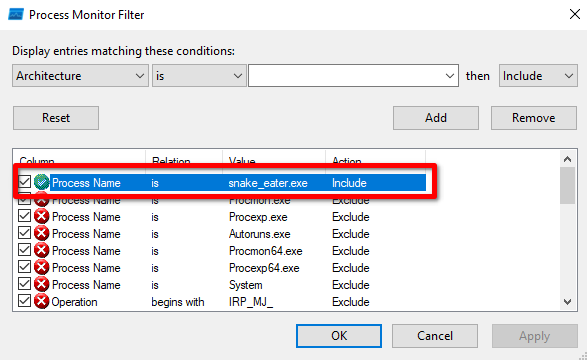 Process Monitor Filter
Display entries matching these conditions:
Architecture is then Include
Reset Add Remove
Column Relation Value Action
Process Name is snake_eater.exe Include
Process Name is Procmon.exe Exclude
Process Name is Procexp.exe Exclude
Process Name is Autoruns.exe Exclude
Process Name is Procmon64.exe Exclude
Process Name is Procexp64.exe Exclude
Process Name is System Exclude
Operation begins with IRP_MJ_ Exclude
OK Cancel Apply